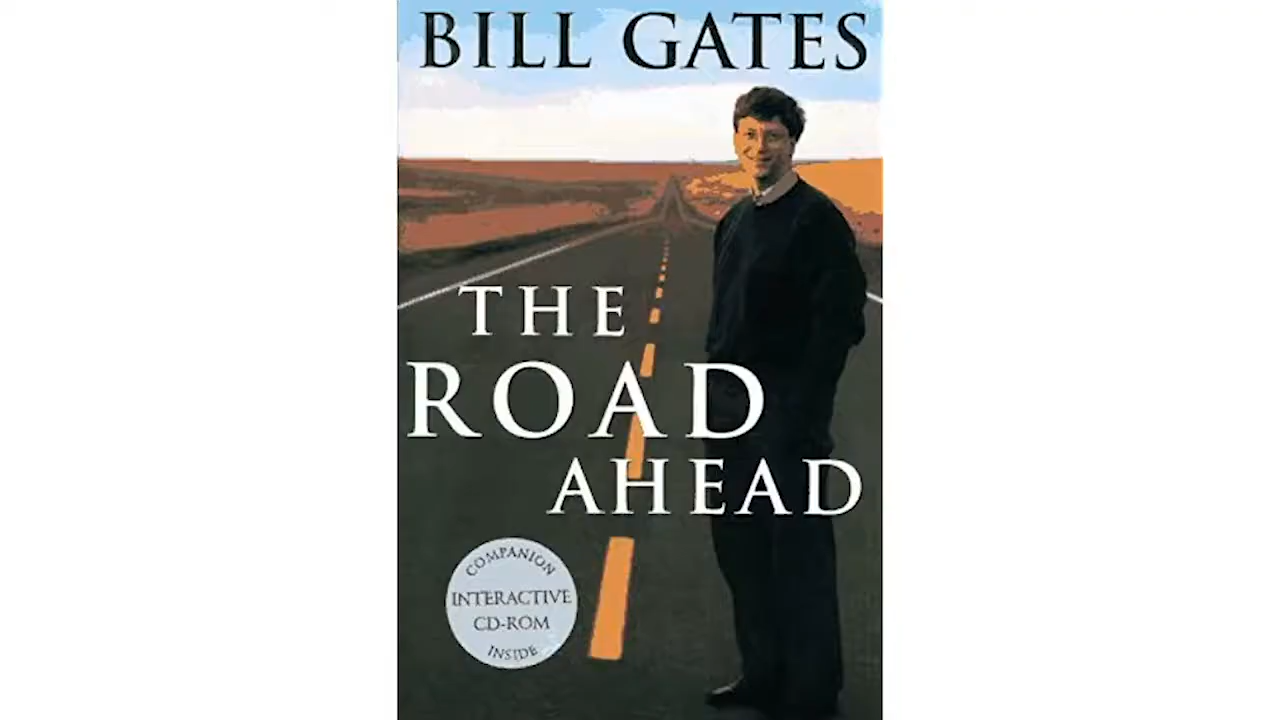 BILL GATES
THE
ROAD
AHEAD
COMPANION
INTERACTIVE
CD-ROM
INSIDE